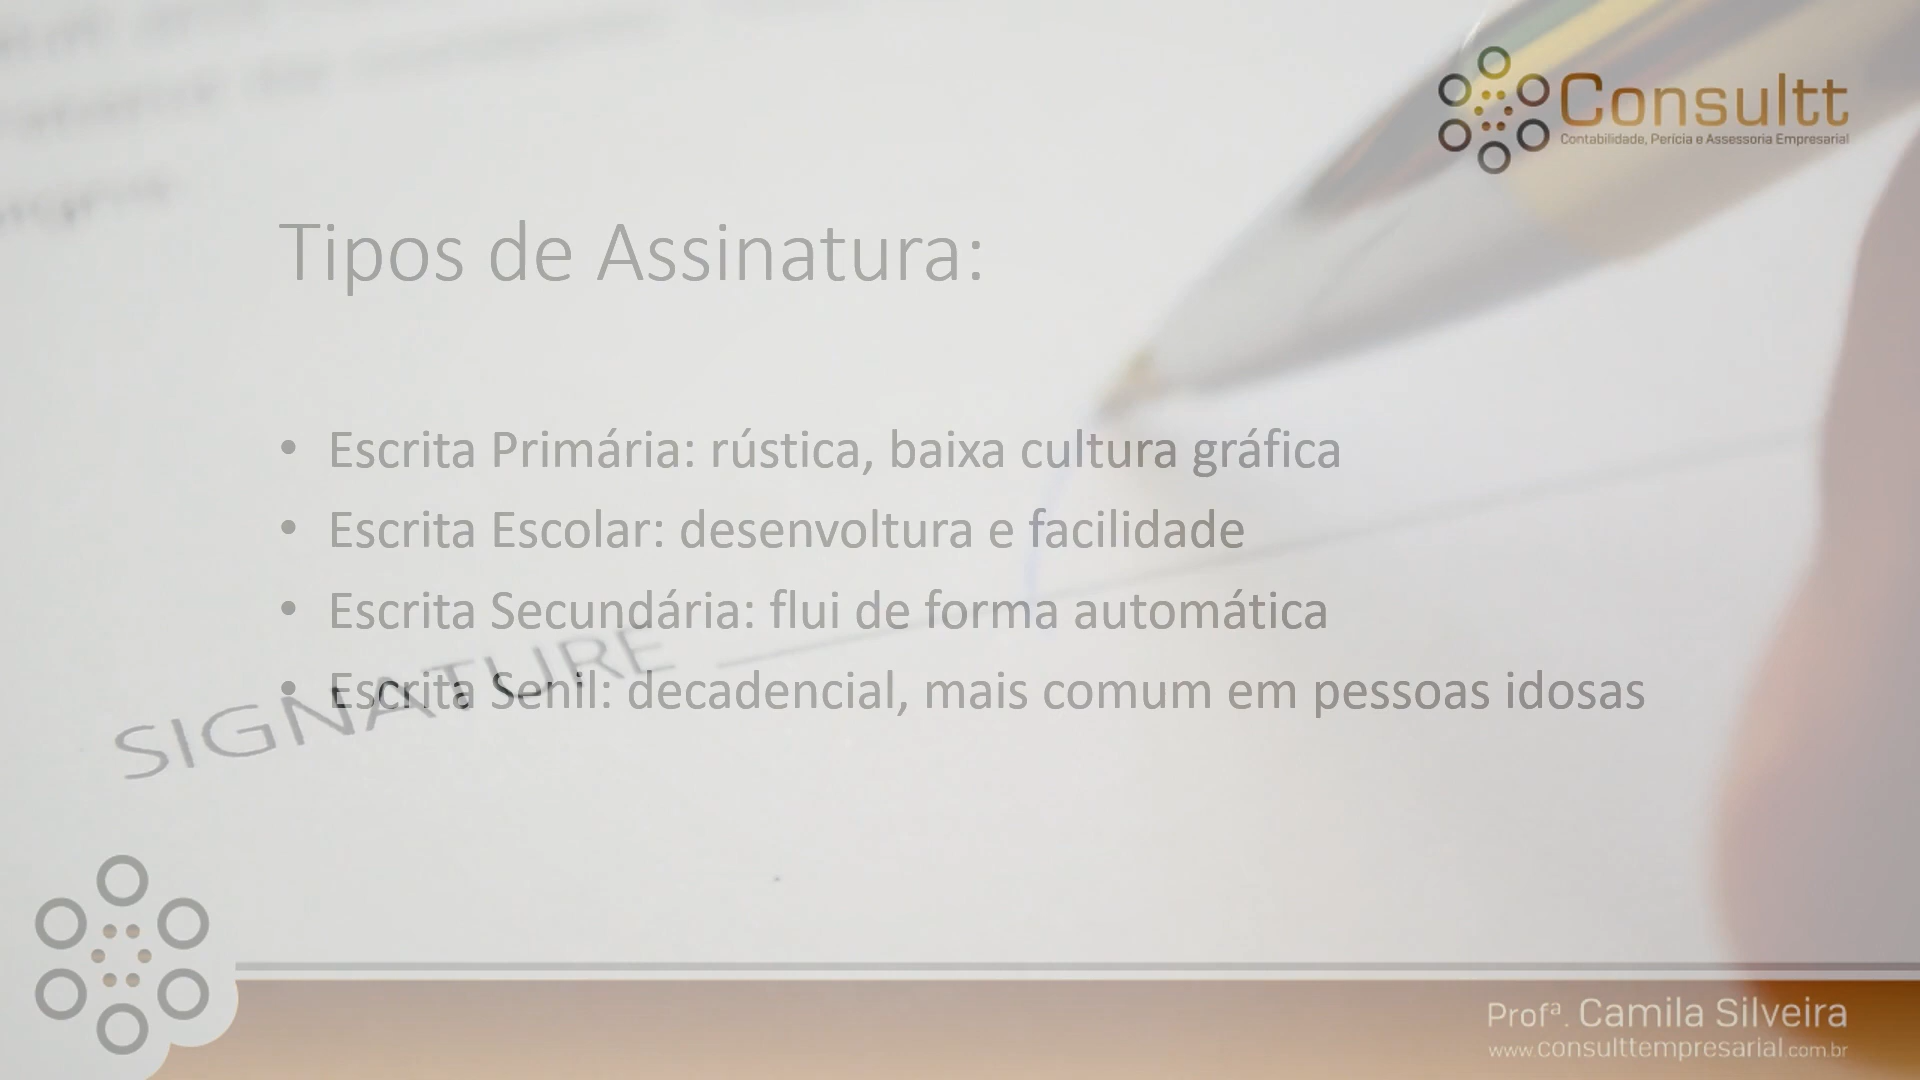 Consultt
Contabilidade, Perícia e Assessoria Empresarial
Tipos de Assinatura:
• Escrita Primária: rústica, baixa cultura gráfica
• Escrita Escolar: desenvoltura e facilidade
• Escrita Secundária: flui de forma automática
• Escrita Senil: decadencial, mais comum em pessoas idosas
SIGNATURE
Profª. Camila Silveira
www.consulttempresarial.com.br